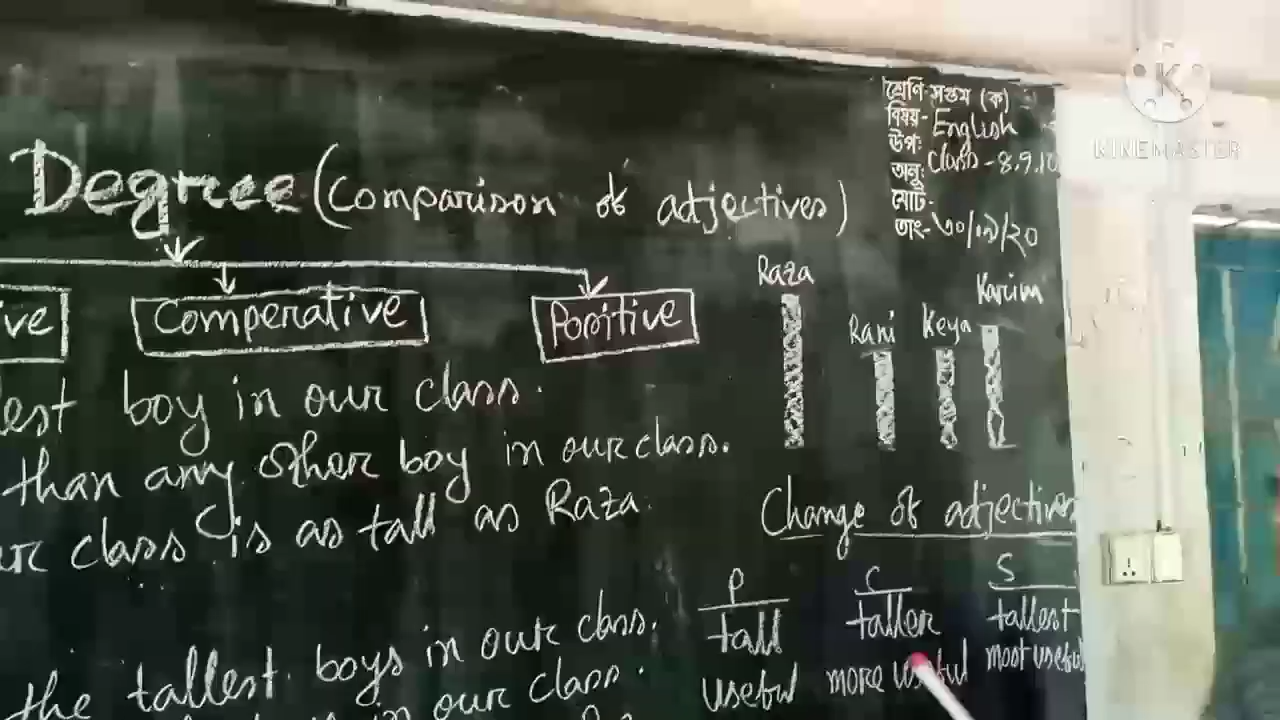 শ্রেণি- সপ্তম (ক)
বিষয়- English
উপ:
অনু: class - 8.9.10
মোট-
তাং- ৩০/০৯/২০
KINEMASTER
Degree (comparison of adjectives)
ive
Comperative
Positive
Raza
Rani
Keya
Karim
lest boy in our class.
than any other boy in our class.
ur class is as tall as Raza.
Change of adjectives
P C S
tall taller tallest
useful more useful most useful
the tallest boys in our class.
in our class.